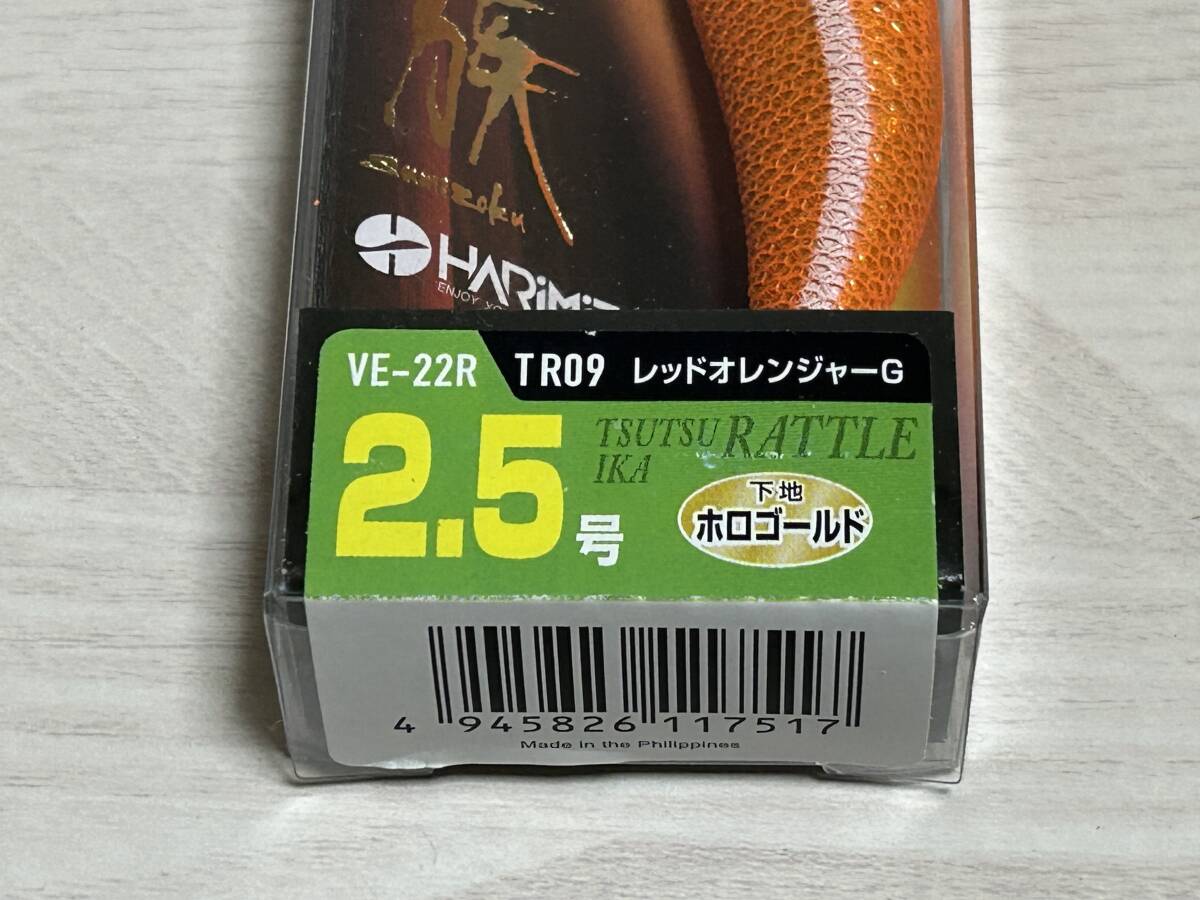 族
HARiMi
ENJOY
VE-22R TR09 レッドオレンジャーG
2.5号
TSUTSU IKA RATTLE
下地
ホロゴールド
4 945826 117517
Made in the Philippines